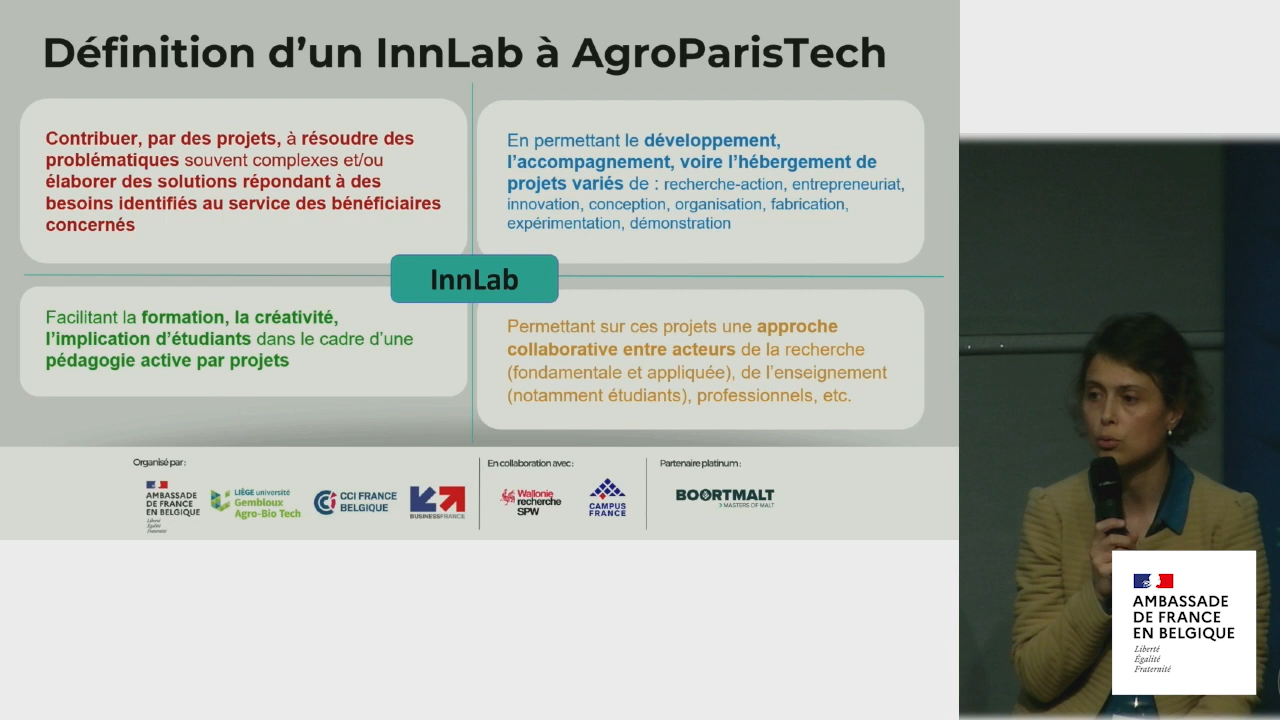 Définition d’un InnLab à AgroParisTech
Contribuer, par des projets, à résoudre des
problématiques souvent complexes et/ou
élaborer des solutions répondant à des
besoins identifiés au service des bénéficiaires
concernés
En permettant le développement,
l’accompagnement, voire l’hébergement de
projets variés de : recherche-action, entrepreneuriat,
innovation, conception, organisation, fabrication,
expérimentation, démonstration
InnLab
Facilitant la formation, la créativité,
l’implication d’étudiants dans le cadre d’une
pédagogie active par projets
Permettant sur ces projets une approche
collaborative entre acteurs de la recherche
(fondamentale et appliquée), de l’enseignement
(notamment étudiants), professionnels, etc.
Organisé par :
AMBASSADE
DE FRANCE
EN BELGIQUE
Liberté
Égalité
Fraternité
LIÈGE université
Gembloux
Agro-Bio Tech
CCI FRANCE
BELGIQUE
BUSINESSFRANCE
En collaboration avec :
Wallonie
recherche
SPW
CAMPUS
FRANCE
Partenaire platinum :
BOORTMALT
MASTERS OF MALT
AMBASSADE
DE FRANCE
EN BELGIQUE
Liberté
Égalité
Fraternité